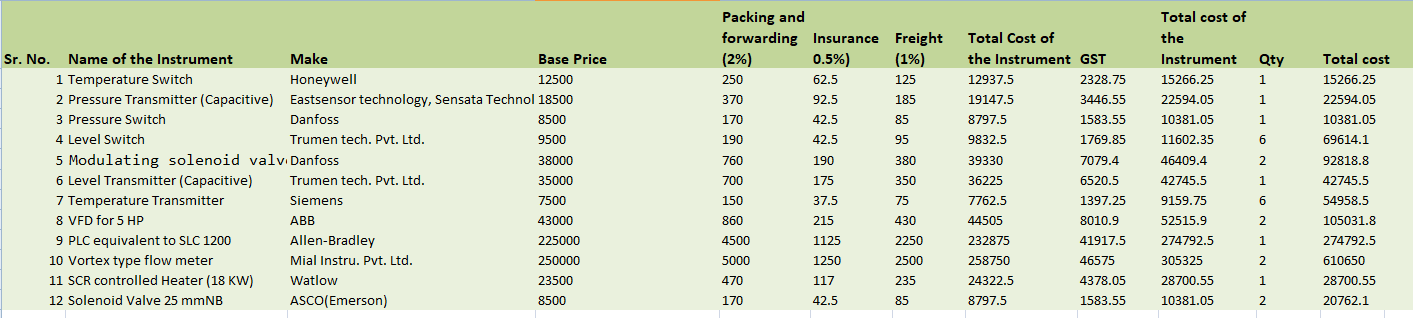 Sr. No. Name of the Instrument Make Base Price Packing and forwarding (2%) Insurance 0.5%) Freight (1%) Total Cost of the Instrument GST Total cost of the Instrument Qty Total cost
1 Temperature Switch Honeywell 12500 250 62.5 125 12937.5 2328.75 15266.25 1 15266.25
2 Pressure Transmitter (Capacitive) Eastsensor technology, Sensata Technol 18500 370 92.5 185 19147.5 3446.55 22594.05 1 22594.05
3 Pressure Switch Danfoss 8500 170 42.5 85 8797.5 1583.55 10381.05 1 10381.05
4 Level Switch Trumen tech. Pvt. Ltd. 9500 190 42.5 95 9832.5 1769.85 11602.35 6 69614.1
5 Modulating solenoid valv Danfoss 38000 760 190 380 39330 7079.4 46409.4 2 92818.8
6 Level Transmitter (Capacitive) Trumen tech. Pvt. Ltd. 35000 700 175 350 36225 6520.5 42745.5 1 42745.5
7 Temperature Transmitter Siemens 7500 150 37.5 75 7762.5 1397.25 9159.75 6 54958.5
8 VFD for 5 HP ABB 43000 860 215 430 44505 8010.9 52515.9 2 105031.8
9 PLC equivalent to SLC 1200 Allen-Bradley 225000 4500 1125 2250 232875 41917.5 274792.5 1 274792.5
10 Vortex type flow meter Mial Instru. Pvt. Ltd. 250000 5000 1250 2500 258750 46575 305325 2 610650
11 SCR controlled Heater (18 KW) Watlow 23500 470 117 235 24322.5 4378.05 28700.55 1 28700.55
12 Solenoid Valve 25 mmNB ASCO(Emerson) 8500 170 42.5 85 8797.5 1583.55 10381.05 2 20762.1